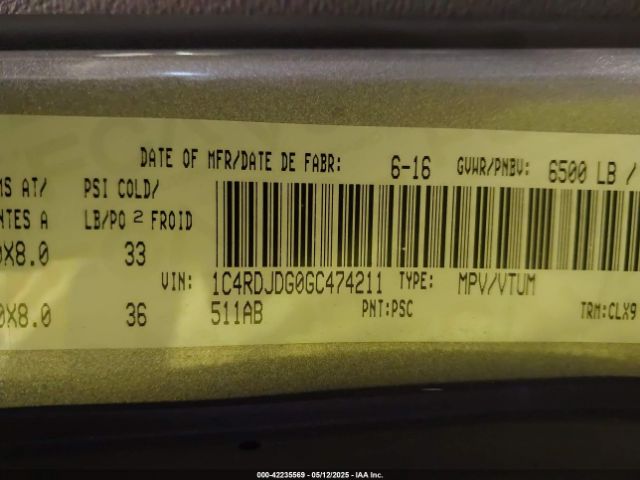 DATE OF MFR/DATE DE FABR: 6-16 GVWR/PNBV: 6500 LB /
MS AT/ PSI COLD/
NTES A LB/PO 2 FROID
0X8.0 33
VIN: 1C4RDJDG0GC474211 TYPE: MPV/VTUM
0X8.0 36 511AB PNT:PSC TRM:CLX9
000-42235569 - 05/12/2025 - IAA Inc.